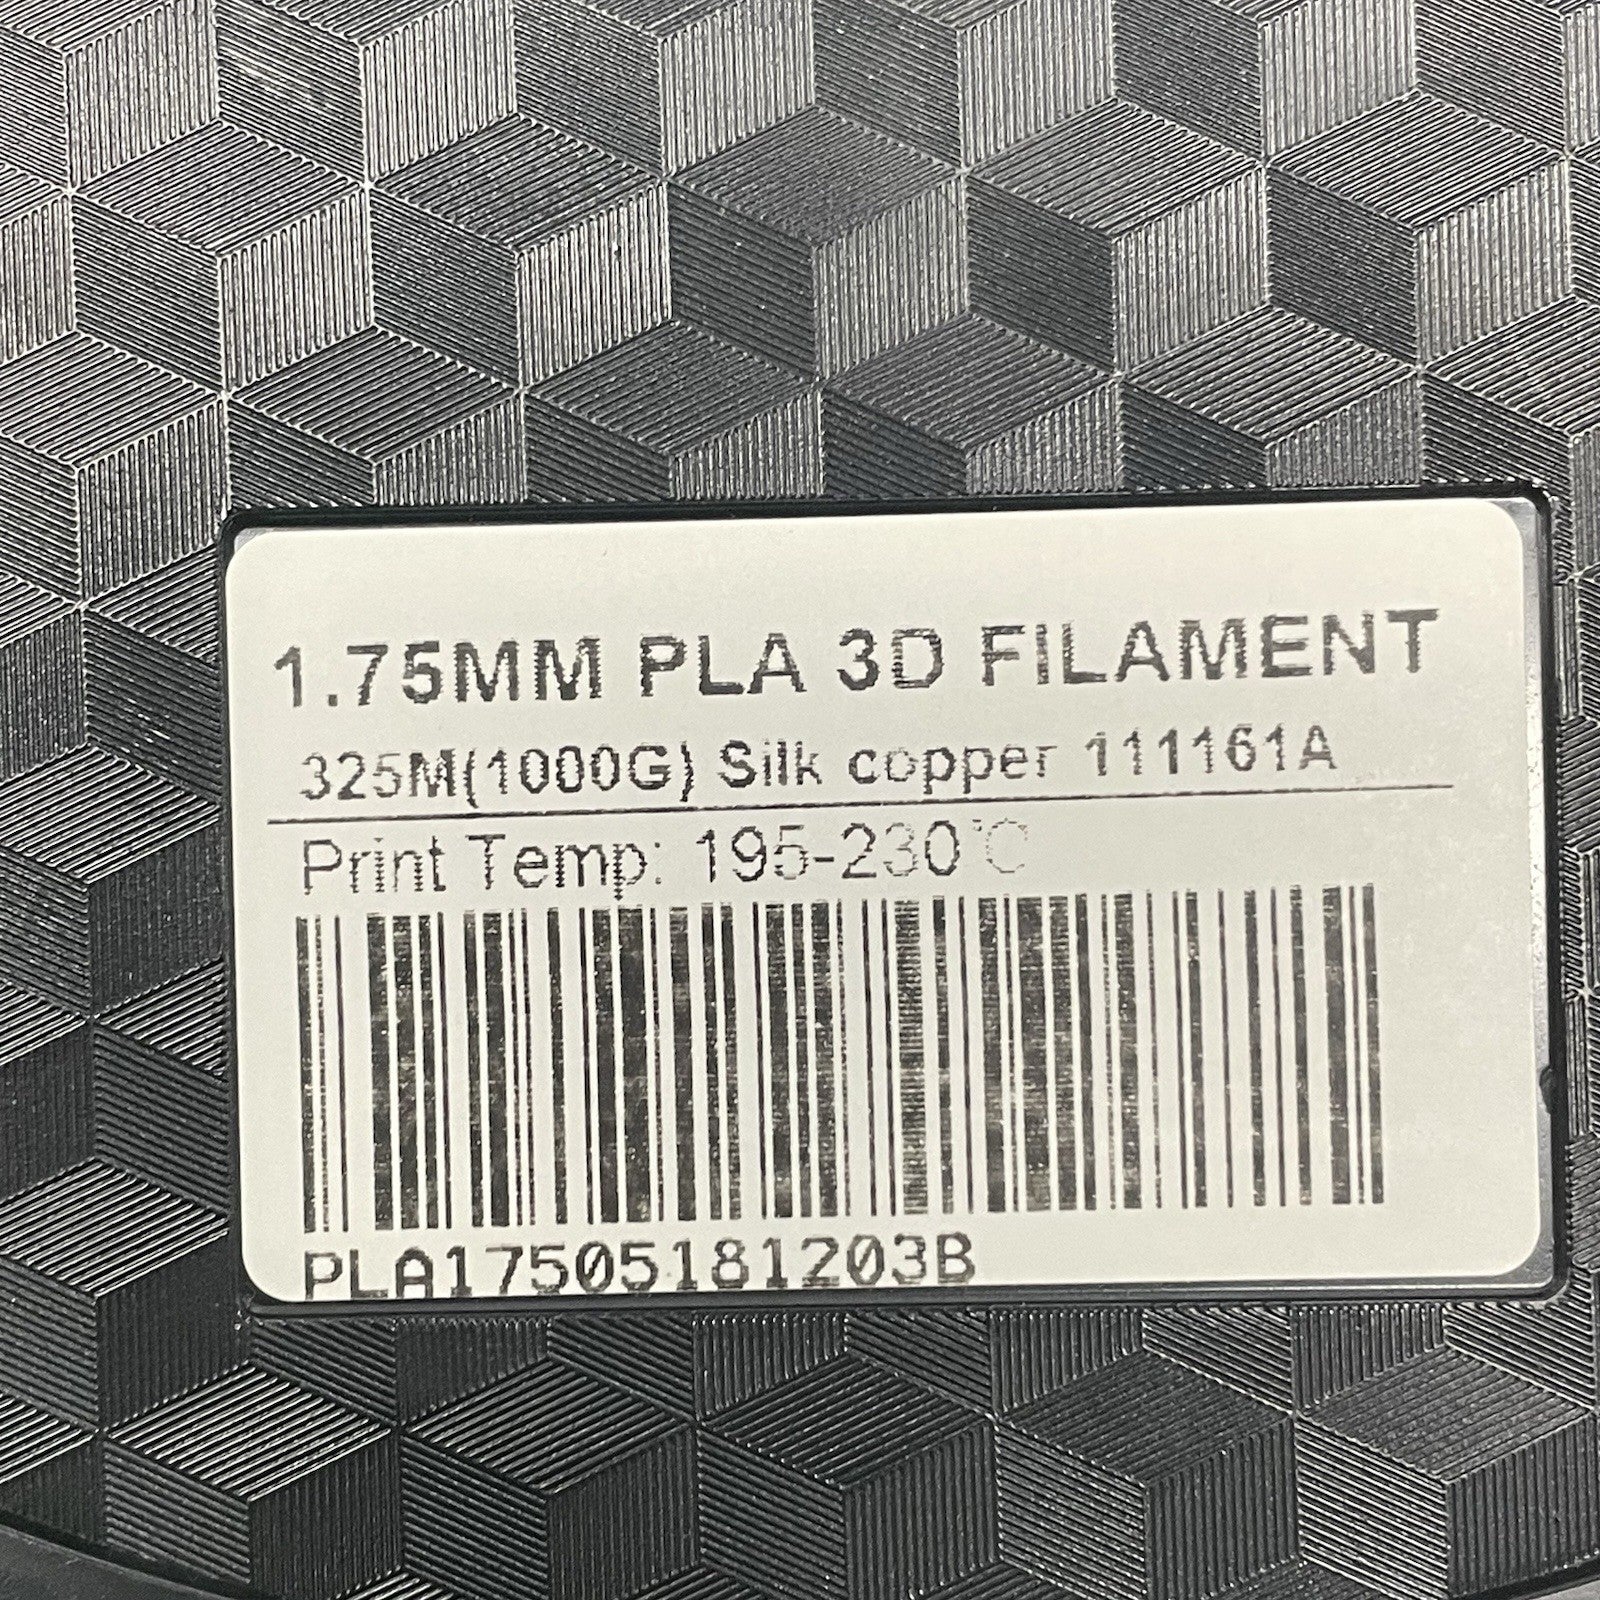 1.75MM PLA 3D FILAMENT
325M(1000G) Silk copper 111161A
Print Temp: 195-230℃
PLA17505181203B